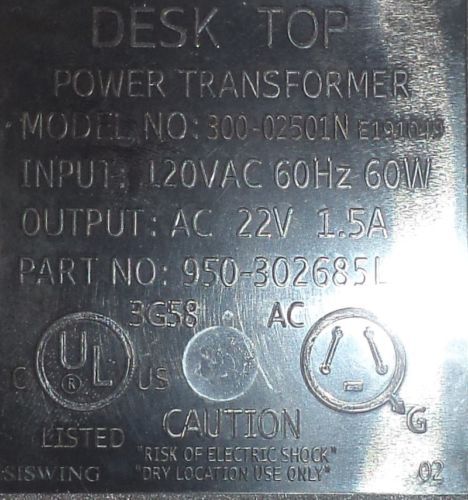 DESK TOP
POWER TRANSFORMER
MODEL NO: 300-02501N E191049
INPUT: 120VAC 60Hz 60W
OUTPUT: AC 22V 1.5A
PART NO: 950-302685L
3G58 AC
C UL ® US
G
LISTED CAUTION
"RISK OF ELECTRIC SHOCK"
SISWING "DRY LOCATION USE ONLY" 02